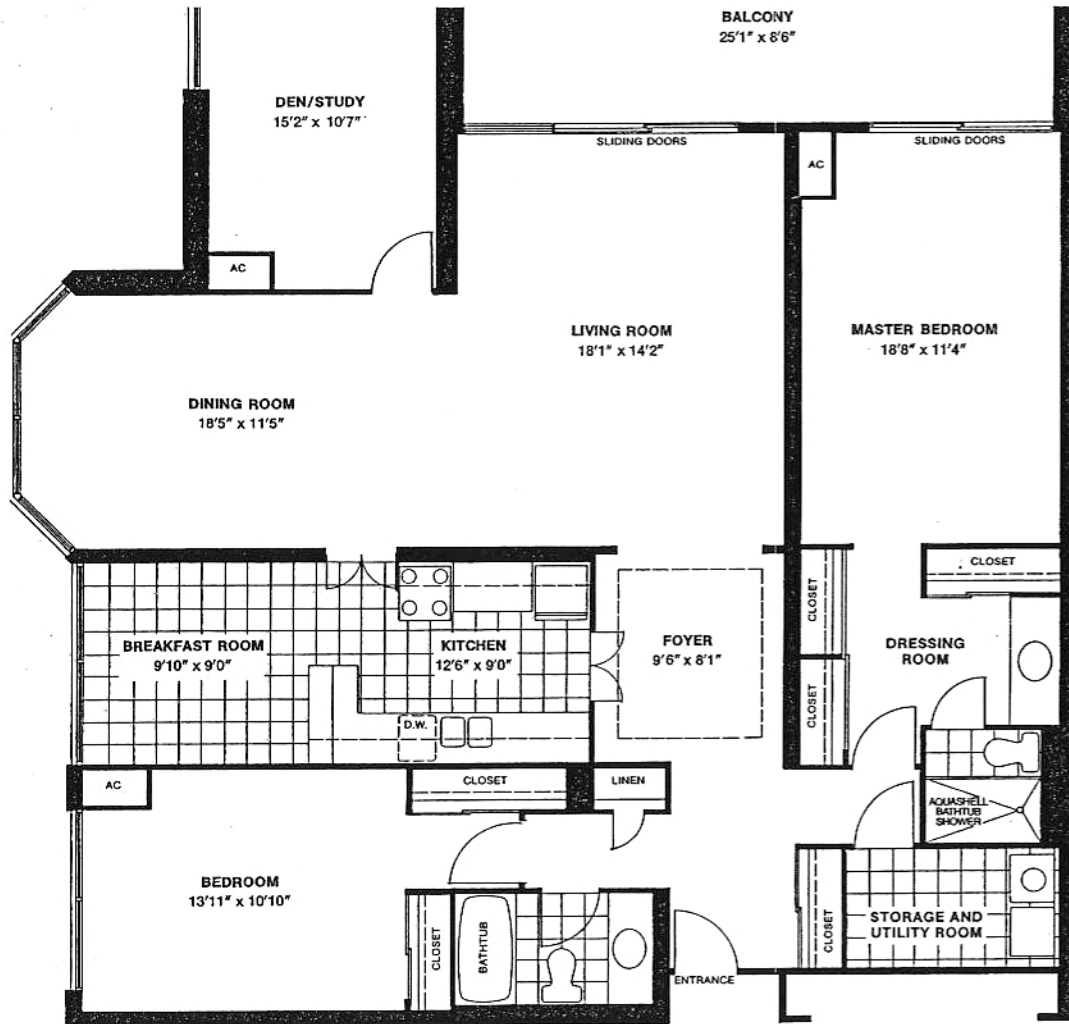 BALCONY
25'1" x 8'6"
DEN/STUDY
15'2" x 10'7"
SLIDING DOORS
SLIDING DOORS
AC
AC
LIVING ROOM
18'1" x 14'2"
MASTER BEDROOM
18'8" x 11'4"
DINING ROOM
18'5" x 11'5"
CLOSET
CLOSET
BREAKFAST ROOM
9'10" x 9'0"
KITCHEN
12'6" x 9'0"
FOYER
9'6" x 8'1"
DRESSING
ROOM
CLOSET
D.W.
AC
CLOSET
LINEN
AQUASHELL
BATHTUB
SHOWER
BEDROOM
13'11" x 10'10"
CLOSET
BATHTUB
CLOSET
STORAGE AND
UTILITY ROOM
ENTRANCE